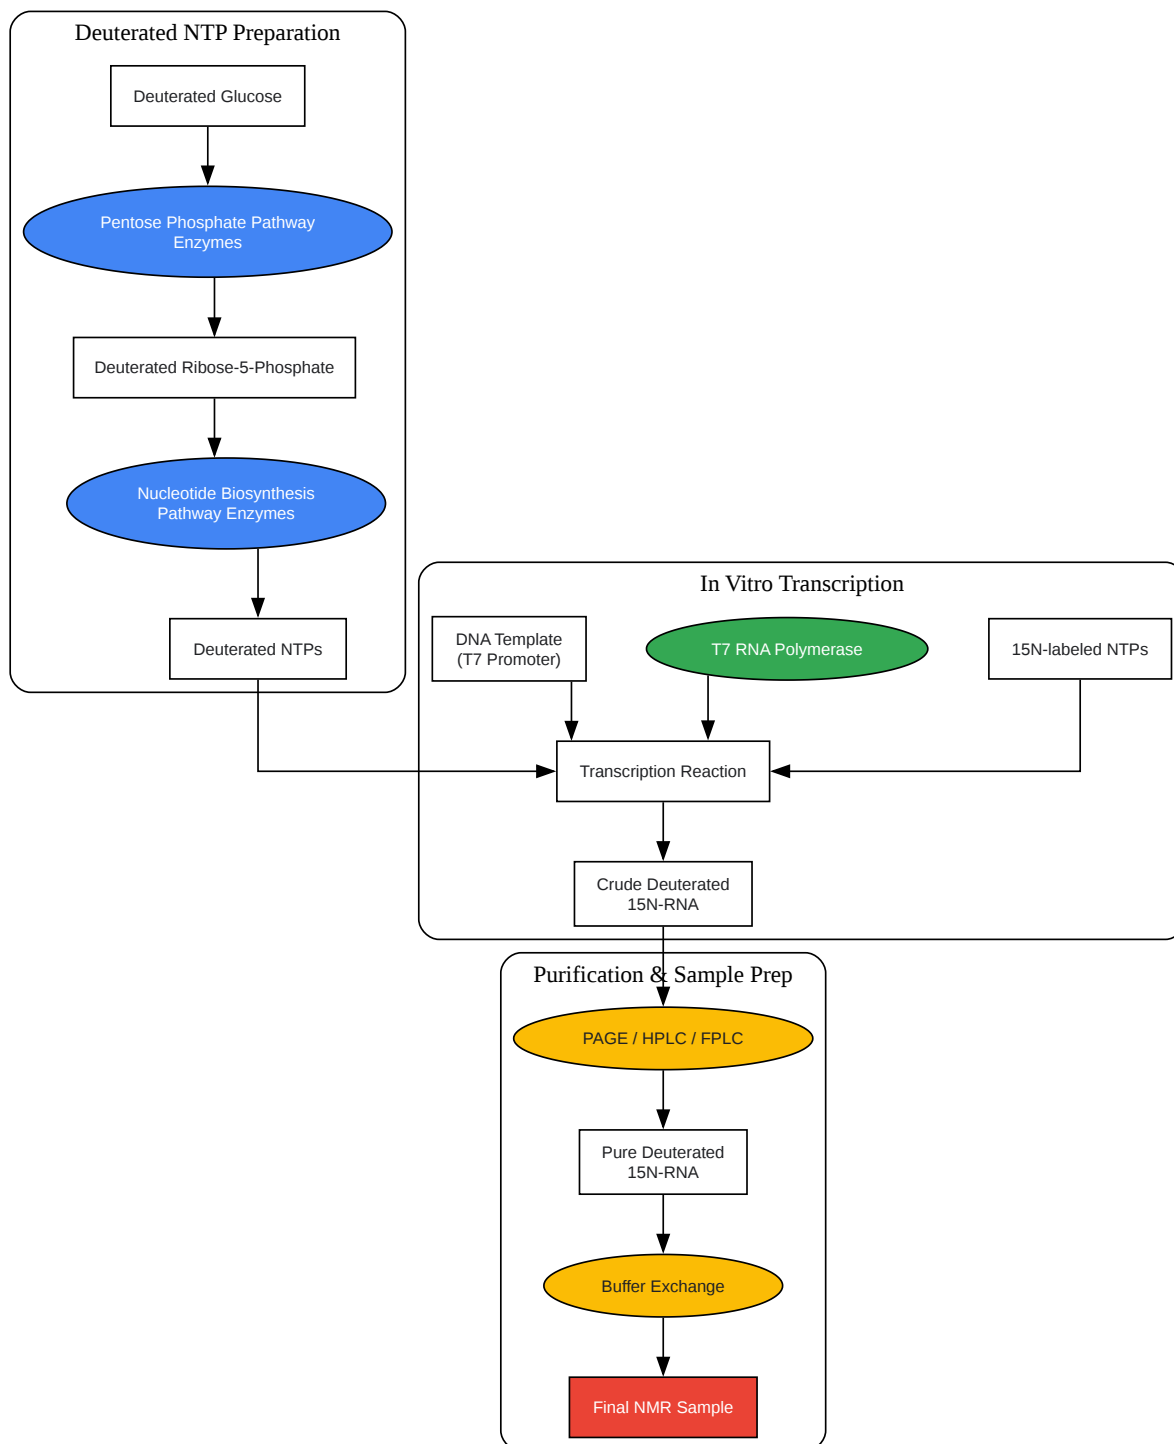 Deuterated NTP Preparation
Deuterated Glucose
Pentose Phosphate Pathway
Enzymes
Deuterated Ribose-5-Phosphate
Nucleotide Biosynthesis
Pathway Enzymes
Deuterated NTPs
In Vitro Transcription
DNA Template
(T7 Promoter)
T7 RNA Polymerase
15N-labeled NTPs
Transcription Reaction
Crude Deuterated
15N-RNA
Purification & Sample Prep
PAGE / HPLC / FPLC
Pure Deuterated
15N-RNA
Buffer Exchange
Final NMR Sample